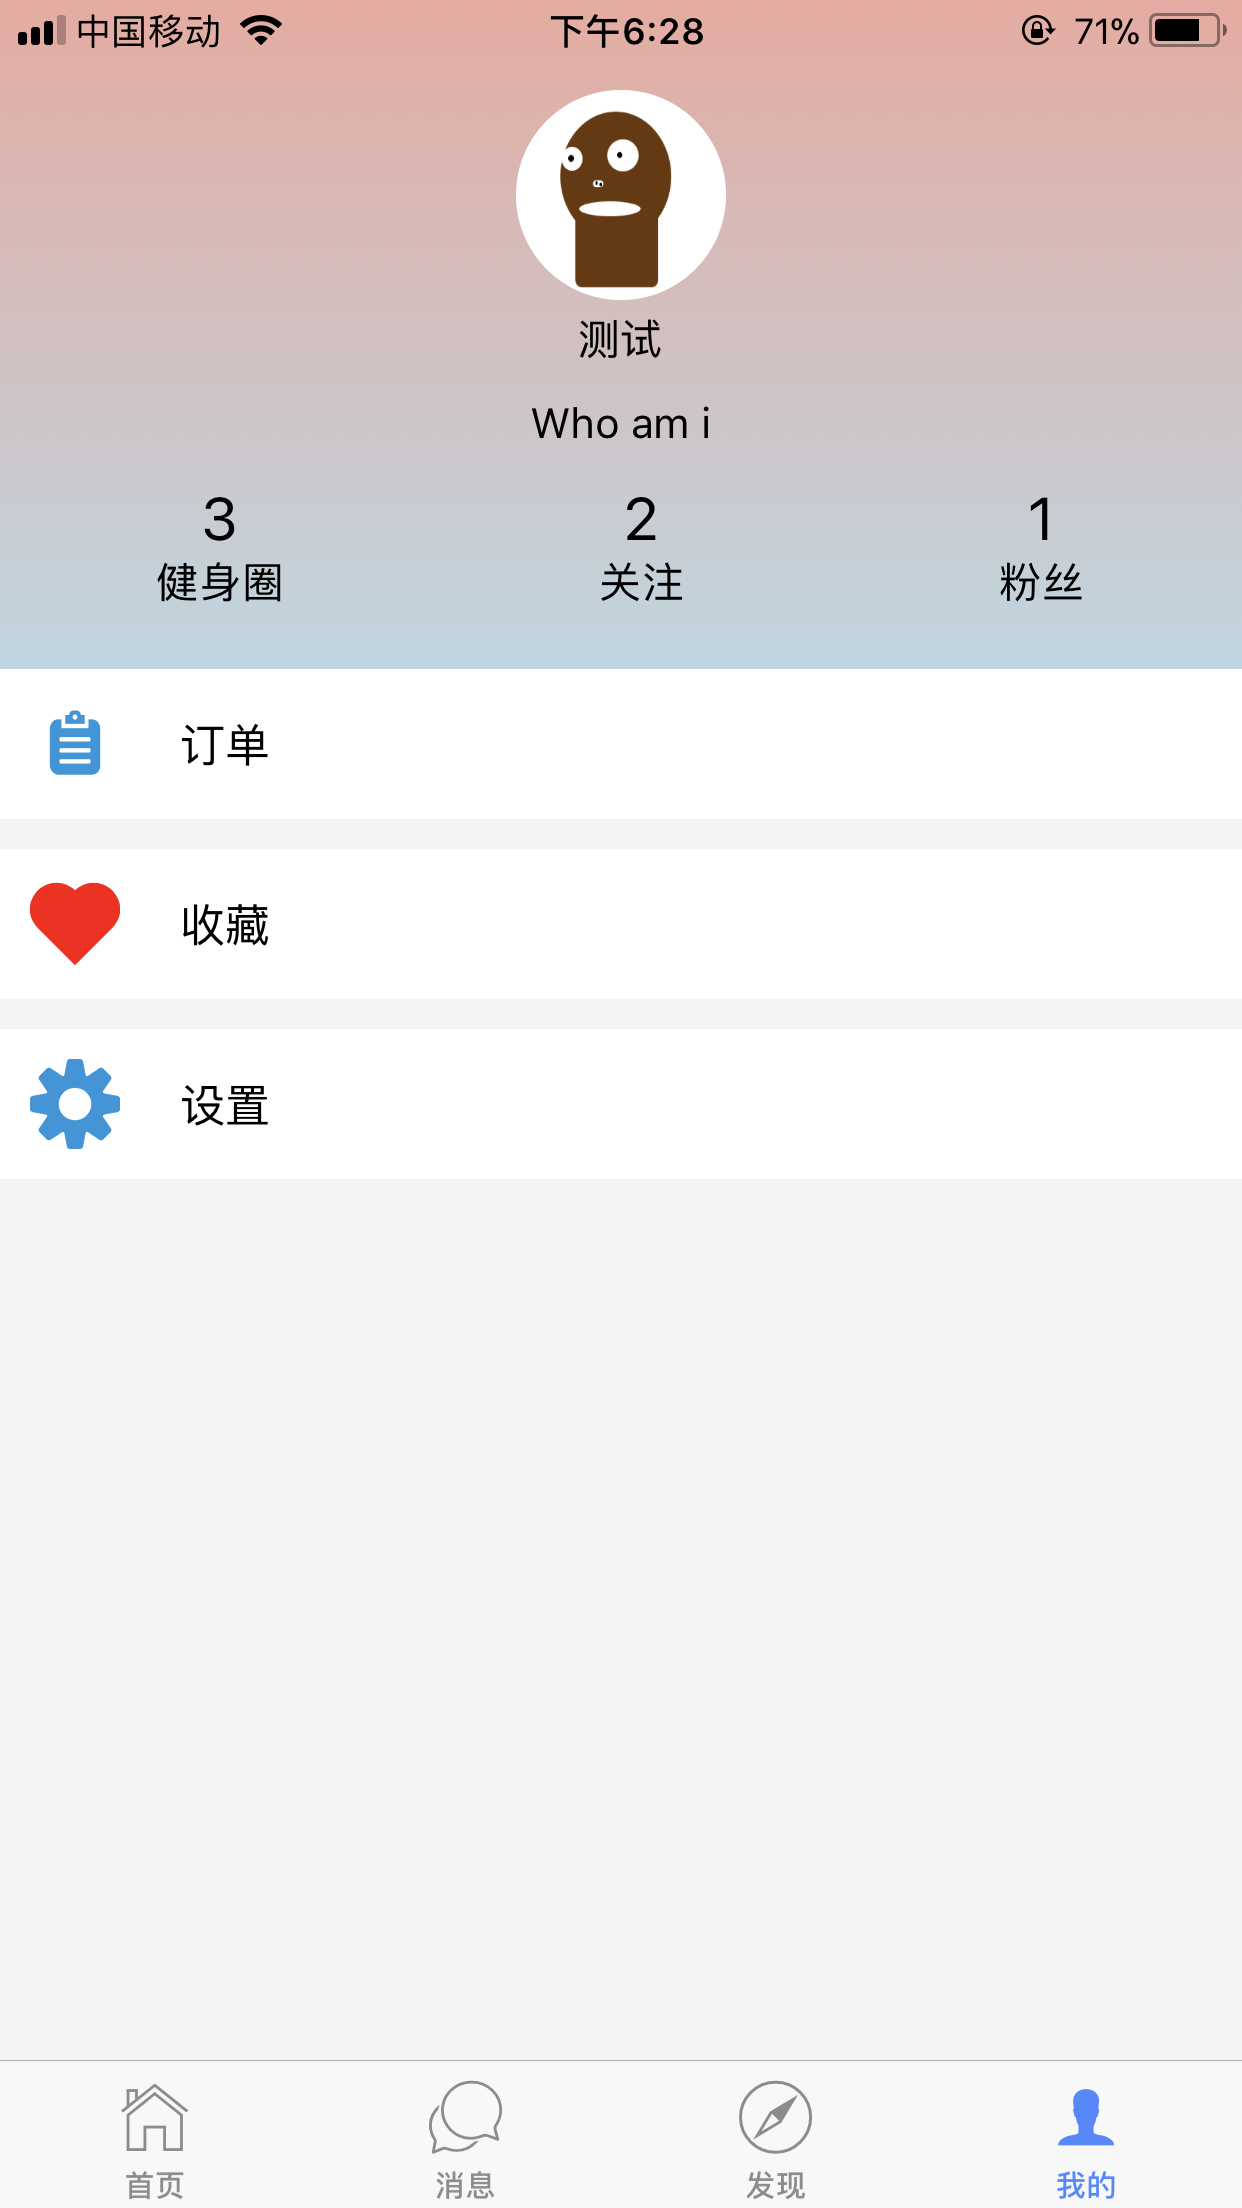 中国移动 下午6:28 71%
测试
Who am i
3 2 1
健身圈 关注 粉丝
订单
收藏
设置
首页 消息 发现 我的